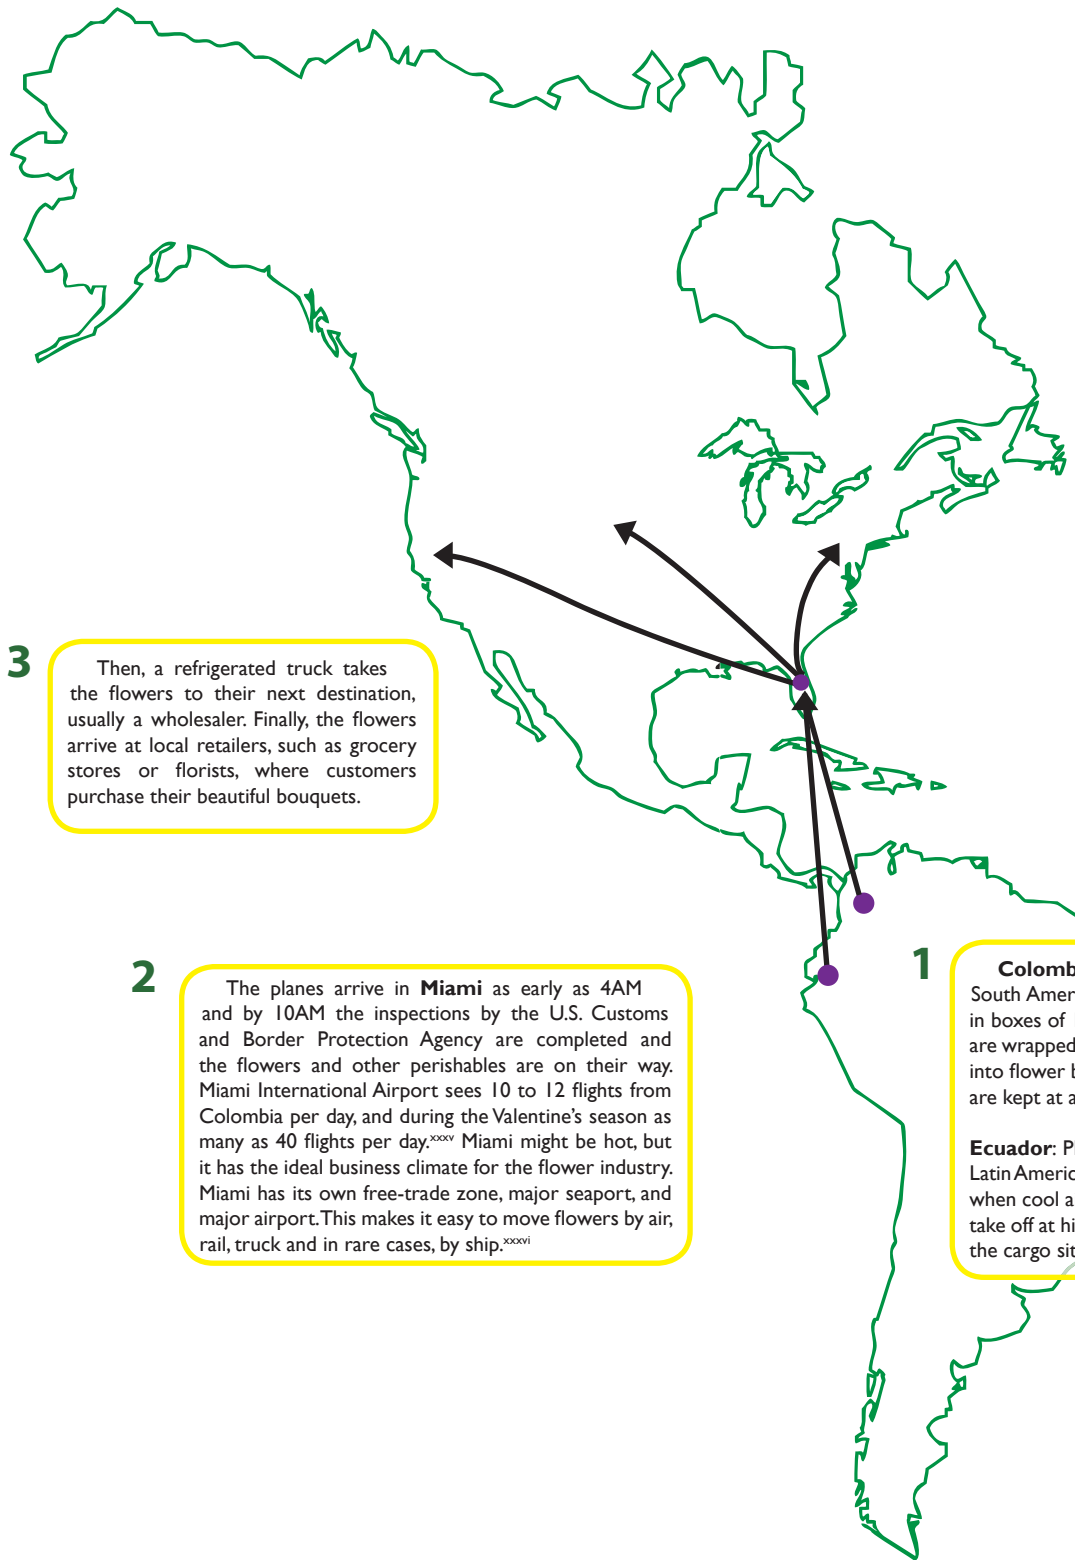 3
Then, a refrigerated truck takes
the flowers to their next destination,
usually a wholesaler. Finally, the flowers
arrive at local retailers, such as grocery
stores or florists, where customers
purchase their beautiful bouquets.
2
The planes arrive in Miami as early as 4AM
and by 10AM the inspections by the U.S. Customs
and Border Protection Agency are completed and
the flowers and other perishables are on their way.
Miami International Airport sees 10 to 12 flights from
Colombia per day, and during the Valentine’s season as
many as 40 flights per day.xxxv Miami might be hot, but
it has the ideal business climate for the flower industry.
Miami has its own free-trade zone, major seaport, and
major airport. This makes it easy to move flowers by air,
rail, truck and in rare cases, by ship.xxxvi
1
South
in boxes of
are wrapped
into flower
are kept at
Ecuador:
Latin
when cool
take off at
the cargo